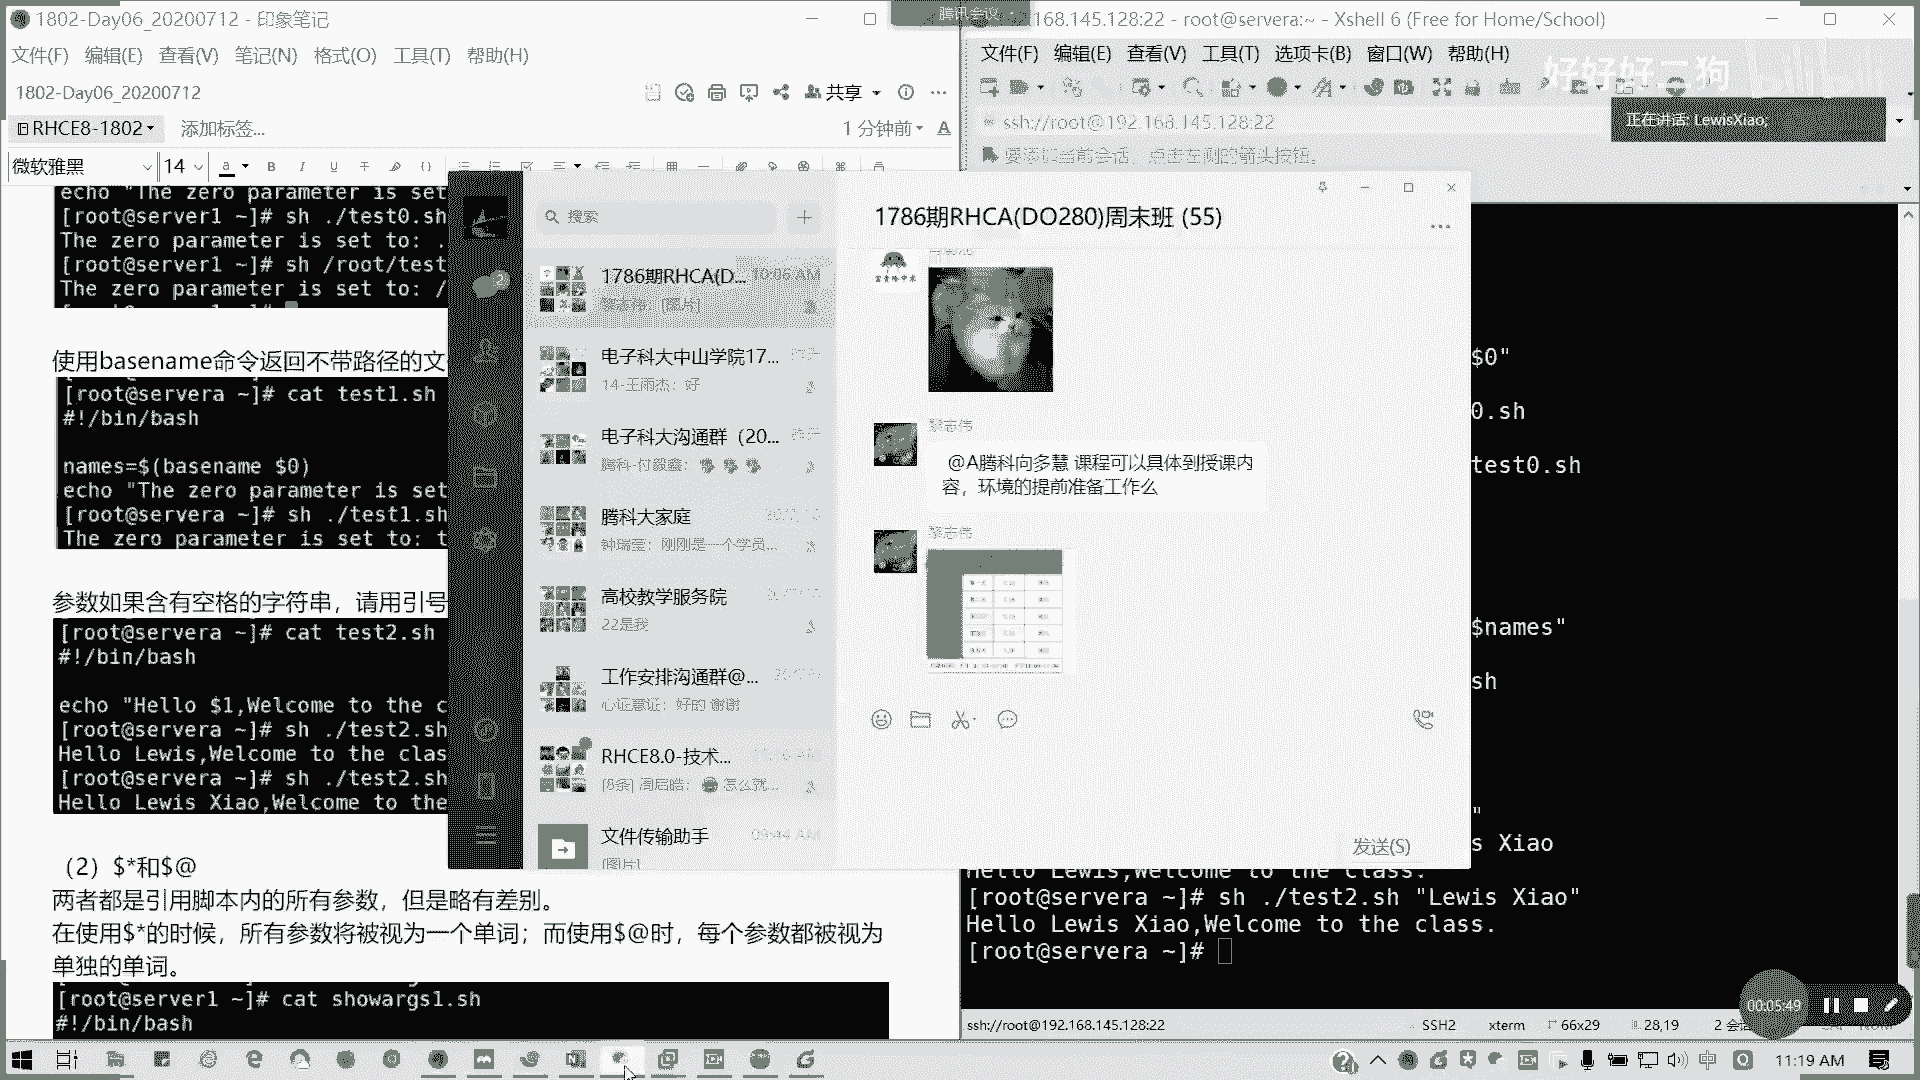 1802-Day06_20200712 - 印象笔记
文件(F) 编辑(E) 查看(V) 笔记(N) 格式(O) 工具(T) 帮助(H)
1802-Day06_20200712
共享
RHCE8-1802
添加标签...
1 分钟前
微软雅黑
14
echo "The zero parameter is set
[root@server1 ~]# sh ./test0.sh
The zero parameter is set to: .
[root@server1 ~]# sh /root/test
The zero parameter is set to: /
使用basename命令返回不带路径的文
[root@servera ~]# cat test1.sh
#!/bin/bash
names=$(basename $0)
echo "The zero parameter is set
[root@servera ~]# sh ./test1.sh
The zero parameter is set to: t
参数如果含有空格的字符串，请用引号
[root@servera ~]# cat test2.sh
#!/bin/bash
echo "Hello $1,Welcome to the c
[root@servera ~]# sh ./test2.sh
Hello Lewis,Welcome to the clas
[root@servera ~]# sh ./test2.sh
Hello Lewis Xiao,Welcome to the
（2）$*和$@
两者都是引用脚本内的所有参数，但是略有差别。
在使用$*的时候，所有参数将被视为一个单词；而使用$@时，每个参数都被视为
单独的单词。
[root@server1 ~]# cat showargs1.sh
#!/bin/bash
腾讯会议
168.145.128:22 - root@servera:~ - Xshell 6 (Free for Home/School)
文件(F) 编辑(E) 查看(V) 工具(T) 选项卡(B) 窗口(W) 帮助(H)
好好好二狗
ssh://root@192.168.145.128:22
正在讲话: LewisXiao;
要添加当前会话，点击左侧的箭头按钮。
搜索
2
1786期RHCA(D...
10:06 AM
黎志伟: [图片]
电子科大中山学院17...
14-王雨杰: 好
电子科大沟通群（20...
腾科-付毅鑫:
腾科大家庭
钟瑞莹: 刚刚是一个学员...
高校教学服务院
22是我
工作安排沟通群@...
心证意证: 好的 谢谢
RHCE8.0-技术...
怎么就...
文件传输助手
09:44 AM
[图片]
1786期RHCA(DO280)周末班 (55)
黎志伟
@A腾科向多慧 课程可以具体到授课内
容，环境的提前准备工作么
黎志伟
发送(S)
$0"
0.sh
test0.sh
$names"
sh
"
s Xiao
Hello Lewis,Welcome to the class.
[root@servera ~]# sh ./test2.sh "Lewis Xiao"
Hello Lewis Xiao,Welcome to the class.
[root@servera ~]#
00:05:49
ssh://root@192.168.145.128:22
SSH2
xterm
66x29
28,19
11:19 AM